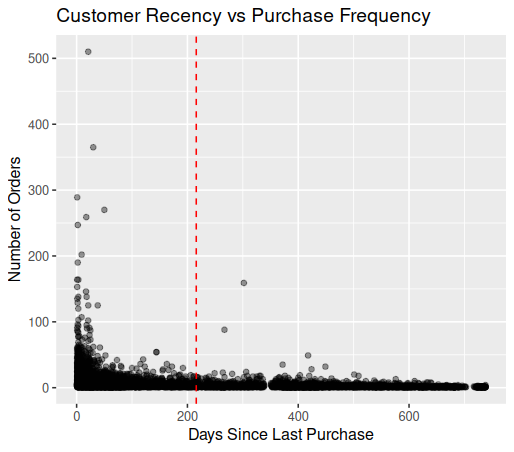 Customer Recency vs Purchase Frequency
Number of Orders
500
400
300
200
100
0
0 200 400 600
Days Since Last Purchase